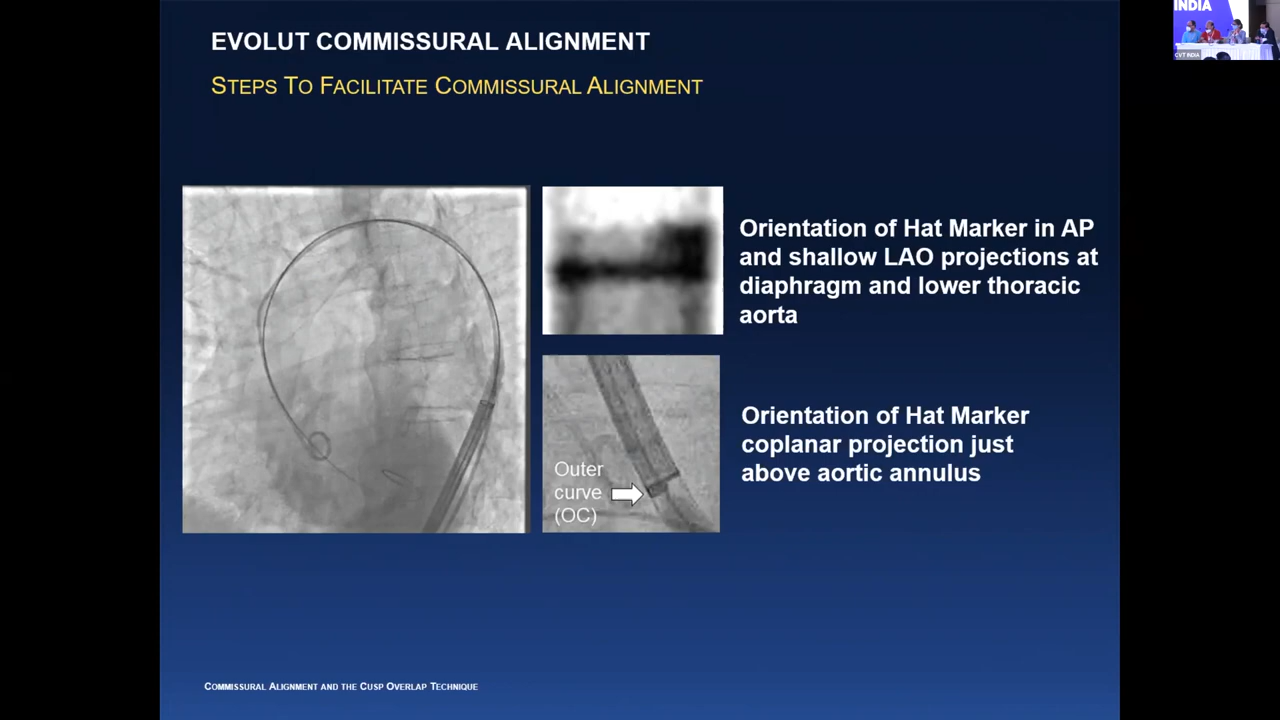 EVOLUT COMMISSURAL ALIGNMENT
STEPS TO FACILITATE COMMISSURAL ALIGNMENT
Orientation of Hat Marker in AP
and shallow LAO projections at
diaphragm and lower thoracic
aorta
Outer
curve
(OC)
Orientation of Hat Marker
coplanar projection just
above aortic annulus
COMMISSURAL ALIGNMENT AND THE CUSP OVERLAP TECHNIQUE
INDIA
CVT INDIA